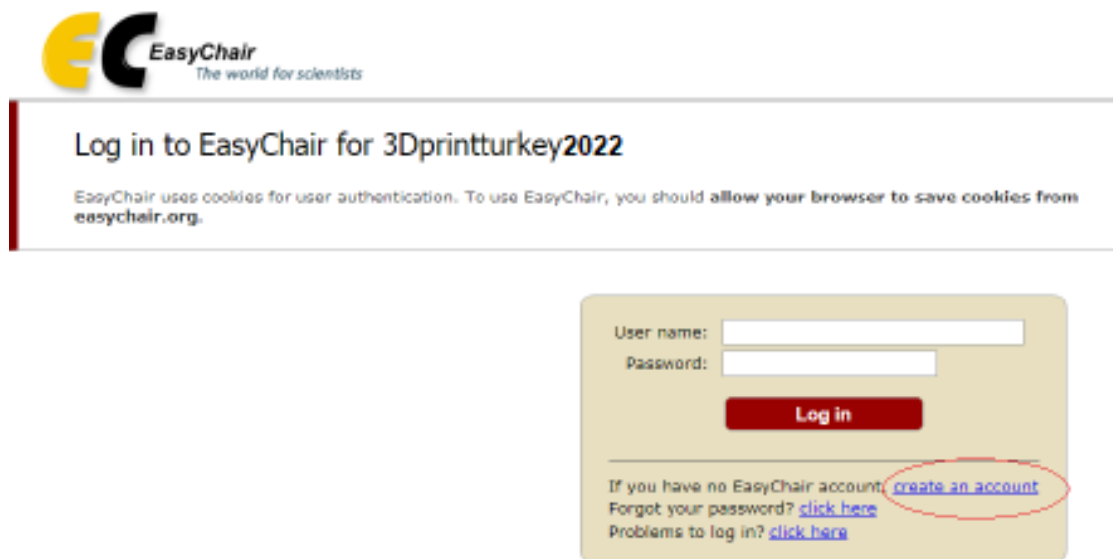 EC EasyChair
The world for scientists
Log in to EasyChair for 3Dprintturkey2022
EasyChair uses cookies for user authentication. To use EasyChair, you should allow your browser to save cookies from
easychair.org.
User name:
Password:
Log in
If you have no EasyChair account, create an account
Forgot your password? click here
Problems to log in? click here